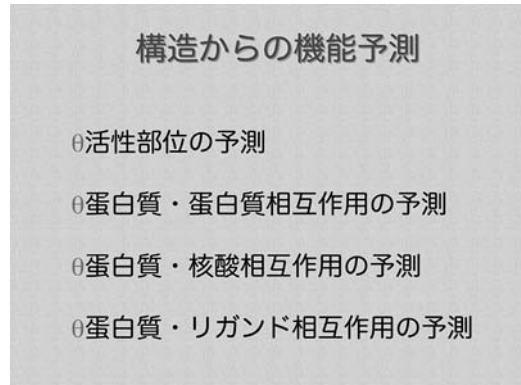 構造からの機能予測
θ活性部位の予測
θ蛋白質・蛋白質相互作用の予測
θ蛋白質・核酸相互作用の予測
θ蛋白質・リガンド相互作用の予測